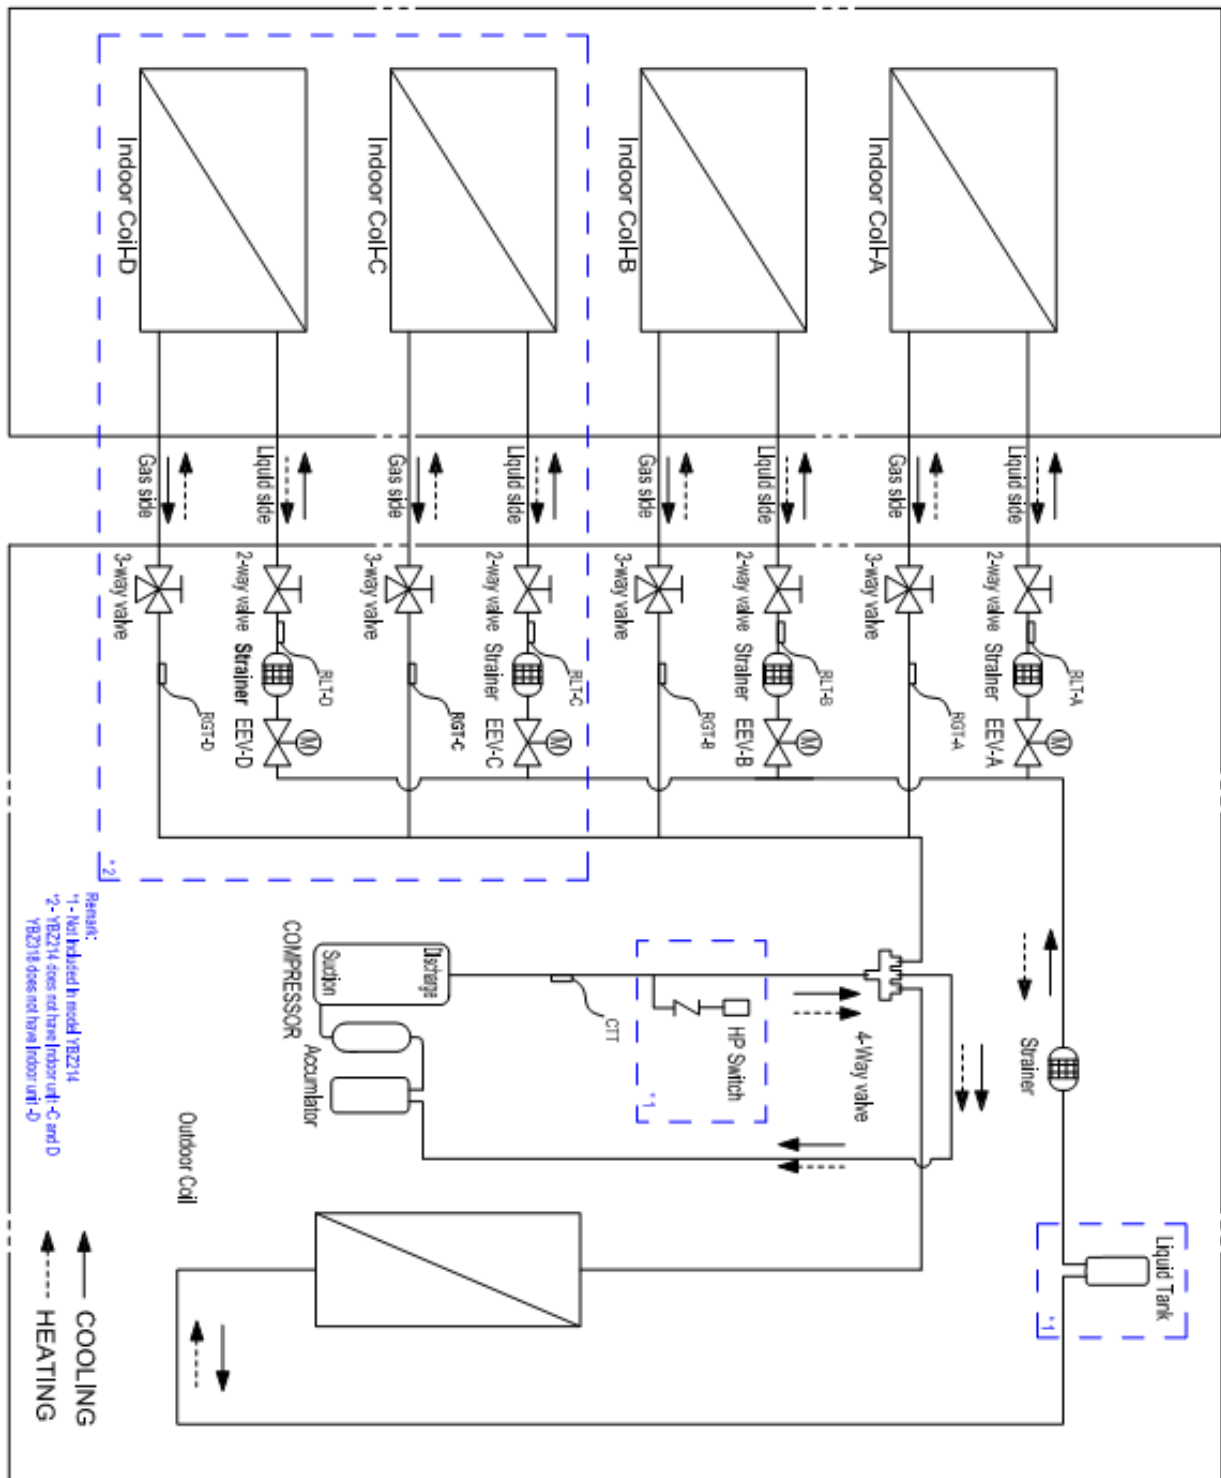 Indoor Coil-A
Indoor Coil-B
Indoor Coil-C
Indoor Coil-D
Liquid side
Gas side
Liquid side
Gas side
Liquid side
Gas side
Liquid side
Gas side
2-way valve
Strainer
EEV-A
RLT-A
M
3-way valve
RGT-A
2-way valve
Strainer
EEV-B
RLT-B
M
3-way valve
RGT-B
2-way valve
Strainer
EEV-C
RLT-C
M
3-way valve
RGT-C
2-way valve
Strainer
EEV-D
RLT-D
M
3-way valve
RGT-D
*2
Strainer
Liquid Tank
*1
4-Way valve
HP Switch
*1
CTT
Discharge
Suction
COMPRESSOR
Accumlator
Outdoor Coil
COOLING
HEATING
Remark:
*1 - Not Included in model YBZ214
*2 - YBZ214 does not have Indoor unit -C and D
YBZ318 does not have Indoor unit -D